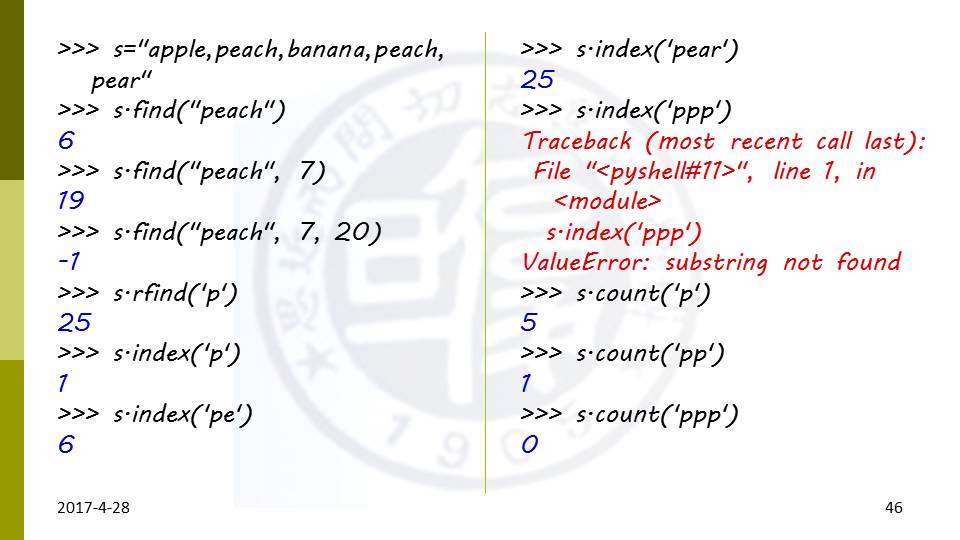 >>> s="apple,peach,banana,peach,
pear"
>>> s.find("peach")
6
>>> s.find("peach", 7)
19
>>> s.find("peach", 7, 20)
-1
>>> s.rfind('p')
25
>>> s.index('p')
1
>>> s.index('pe')
6
>>> s.index('pear')
25
>>> s.index('ppp')
Traceback (most recent call last):
File "<pyshell#11>", line 1, in
<module>
s.index('ppp')
ValueError: substring not found
>>> s.count('p')
5
>>> s.count('pp')
1
>>> s.count('ppp')
0
1905
2017-4-28
46